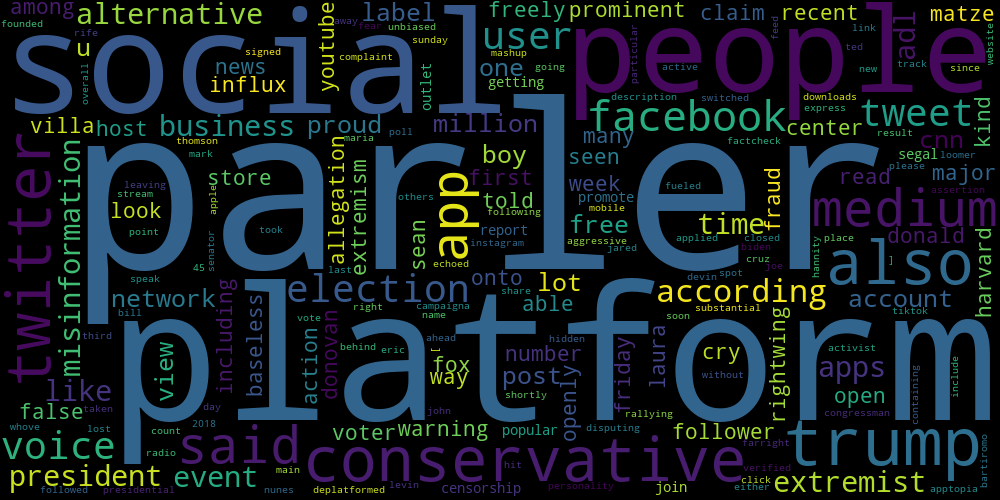 among
alternative
youtube
label
freely
prominent
claim
recent
adl
matze
founded
rife
away
fear
unbiased
sunday
social
people
user
u
signed
complaint
outlet
mashup
going
particular
feed
active
ted
link
track
new
since
website
news
influx
one
getting
overall
description
switched
downloads
express
villa
host
business
proud
million
facebook
center
tweet
kind
twitter
misinformation
parler
thomson
maria
poll
many
factcheck
result
cnn
please
loomer
mark
store
extremism
allegation
boy
first
told
seen
week
segal
read
major
assertion
look
stream
leaving
point
apple
senator
took
speak
45
sean
app
others
following
report
instagram
echoed
aggressive
promote
mobile
free
fueled
applied
jared
closed
biden
joe
time
fraud
donald
medium
place
hannity
cruz
devin
spot
also
harvard
network
last
election
onto
lot
able
share
soon
substantial
according
account
tiktok
]
bill
third
including
baseless
action
donovan
vote
right
campaigna
name
behind
eric
ahead
[
hidden
platform
view
fox
way
number
post
openly
friday
laura
cry
without
rightwing
activist
congressman
apps
open
containing
include
like
false
taken
whove
count
lost
day
2018
radio
john
shortly
rallying
disputing
voice
said
voter
warning
popular
follower
trump
president
event
conservative
hit
farright
verified
click
either
bartiromo
followed
presidential
nunes
main
deplatformed
levin
censorship
personality
join
extremist
apptopia